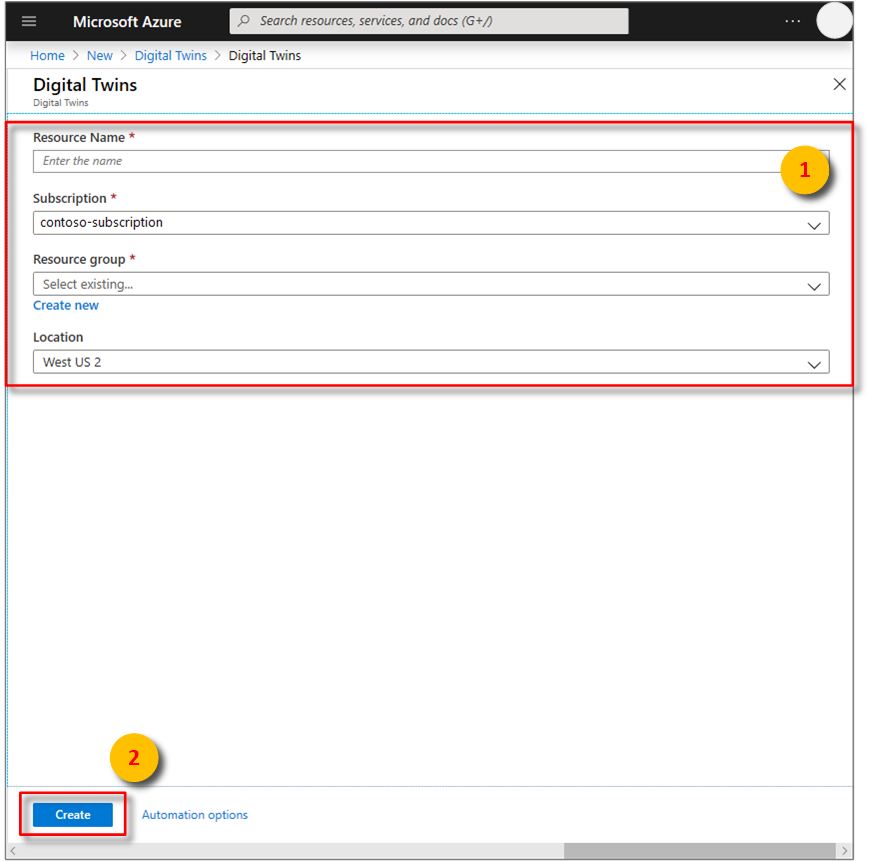 Microsoft Azure
Search resources, services, and docs (G+/)
Home > New > Digital Twins > Digital Twins
Digital Twins
Digital Twins
Resource Name *
Enter the name
1
Subscription *
contoso-subscription
Resource group *
Select existing...
Create new
Location
West US 2
2
Create Automation options